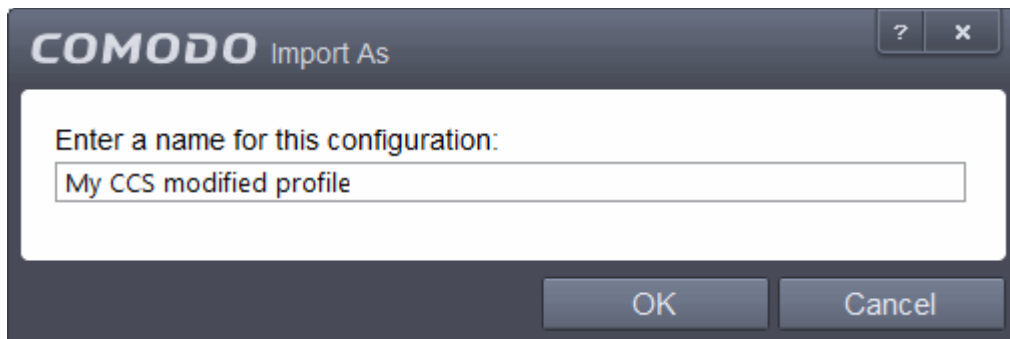 COMODO Import As
? x
Enter a name for this configuration:
My CCS modified profile
OK Cancel